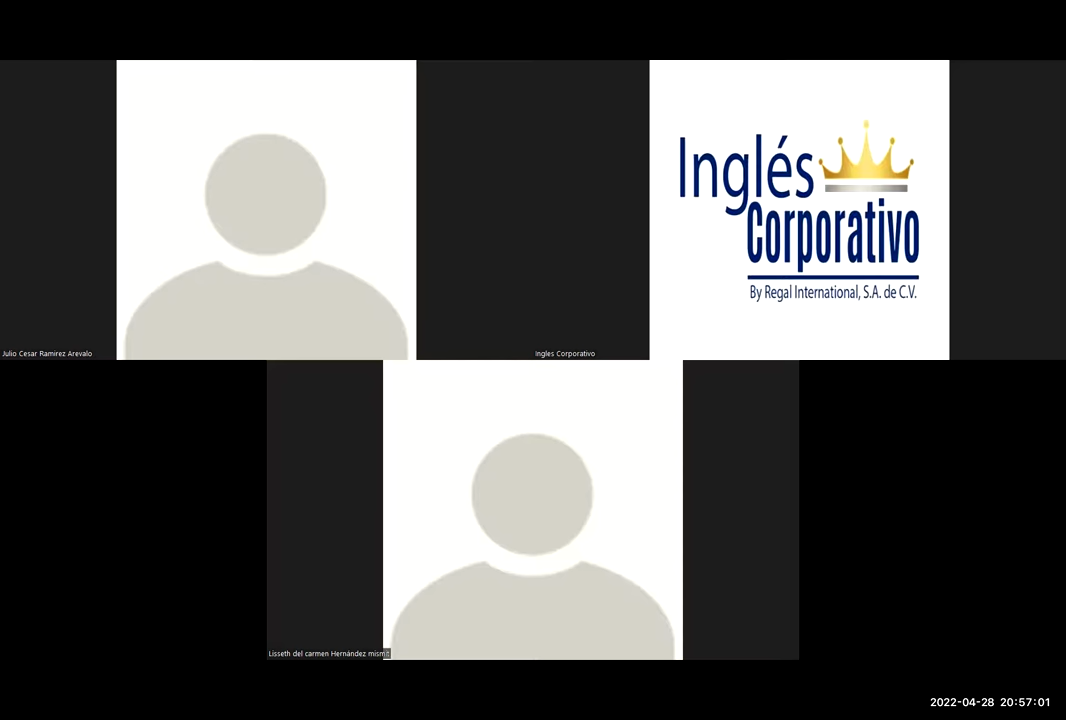 Inglés
Corporativo
By Regal International, S.A. de C.V.
Julio Cesar Ramirez Arevalo
Ingles Corporativo
Lisseth del carmen Hernández
2022-04-28 20:57:01